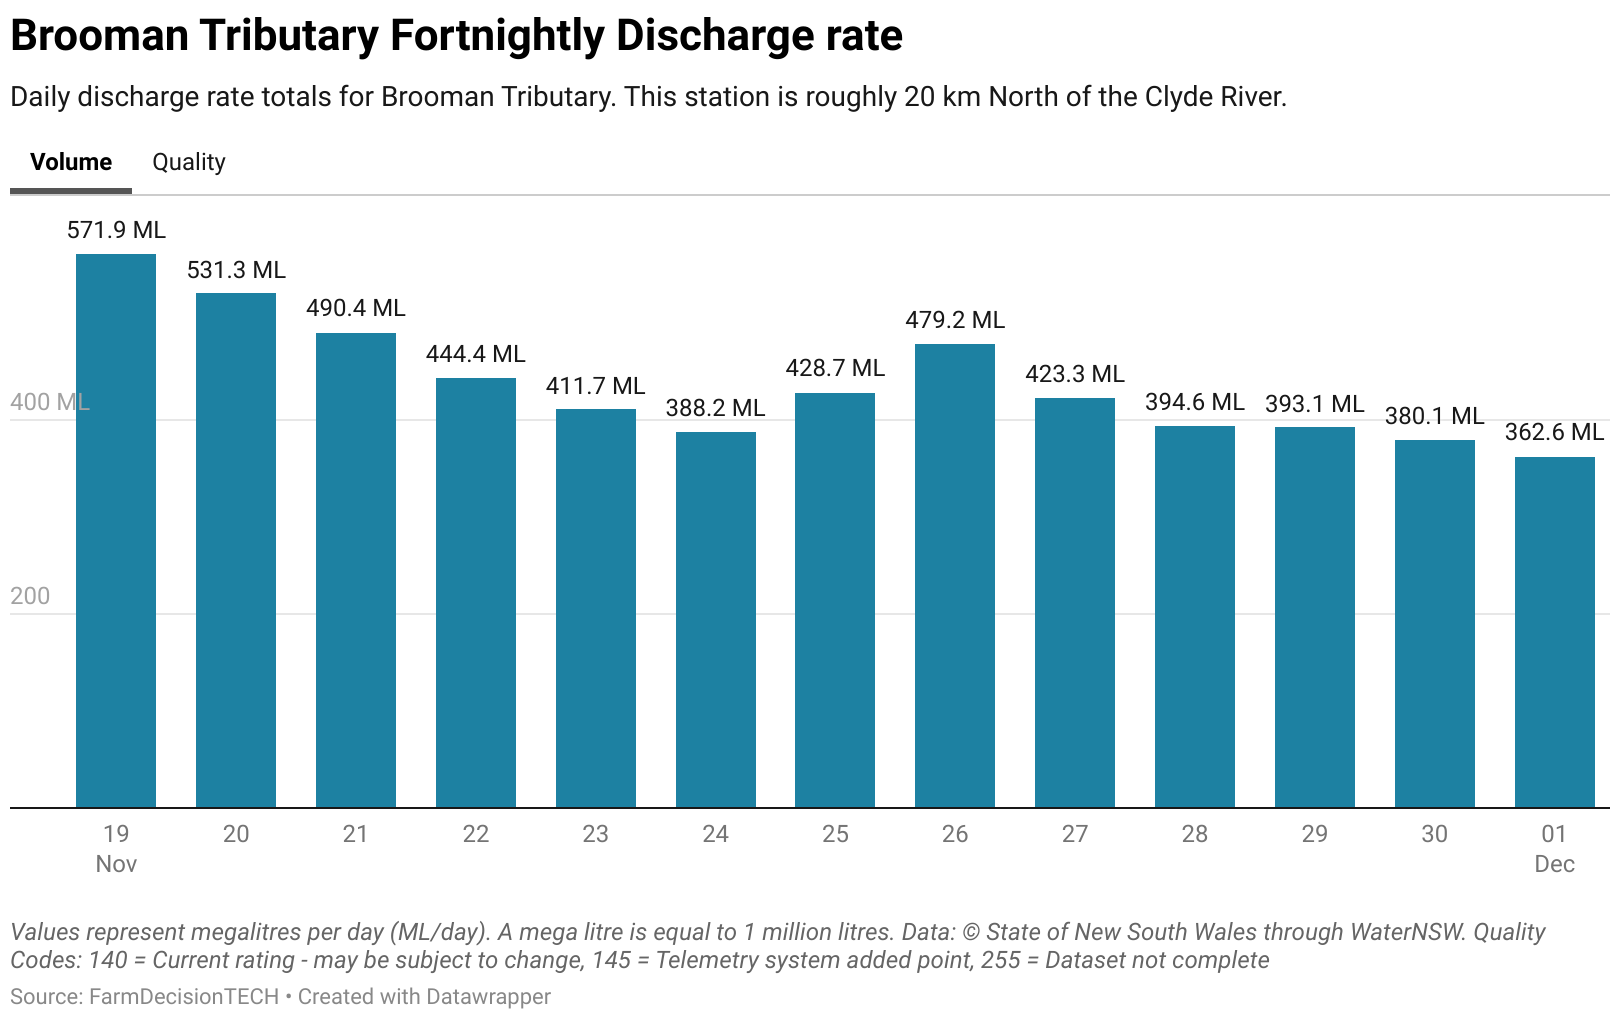 Brooman Tributary Fortnightly Discharge rate
Daily discharge rate totals for Brooman Tributary. This station is roughly 20 km North of the Clyde River.
Volume Quality
571.9 ML
531.3 ML
490.4 ML
444.4 ML
411.7 ML
388.2 ML
428.7 ML
479.2 ML
423.3 ML
394.6 ML
393.1 ML
380.1 ML
362.6 ML
400 ML
200
19 20 21 22 23 24 25 26 27 28 29 30 01
Nov Dec
Values represent megalitres per day (ML/day). A mega litre is equal to 1 million litres. Data: © State of New South Wales through WaterNSW. Quality
Codes: 140 = Current rating - may be subject to change, 145 = Telemetry system added point, 255 = Dataset not complete
Source: FarmDecisionTECH • Created with Datawrapper